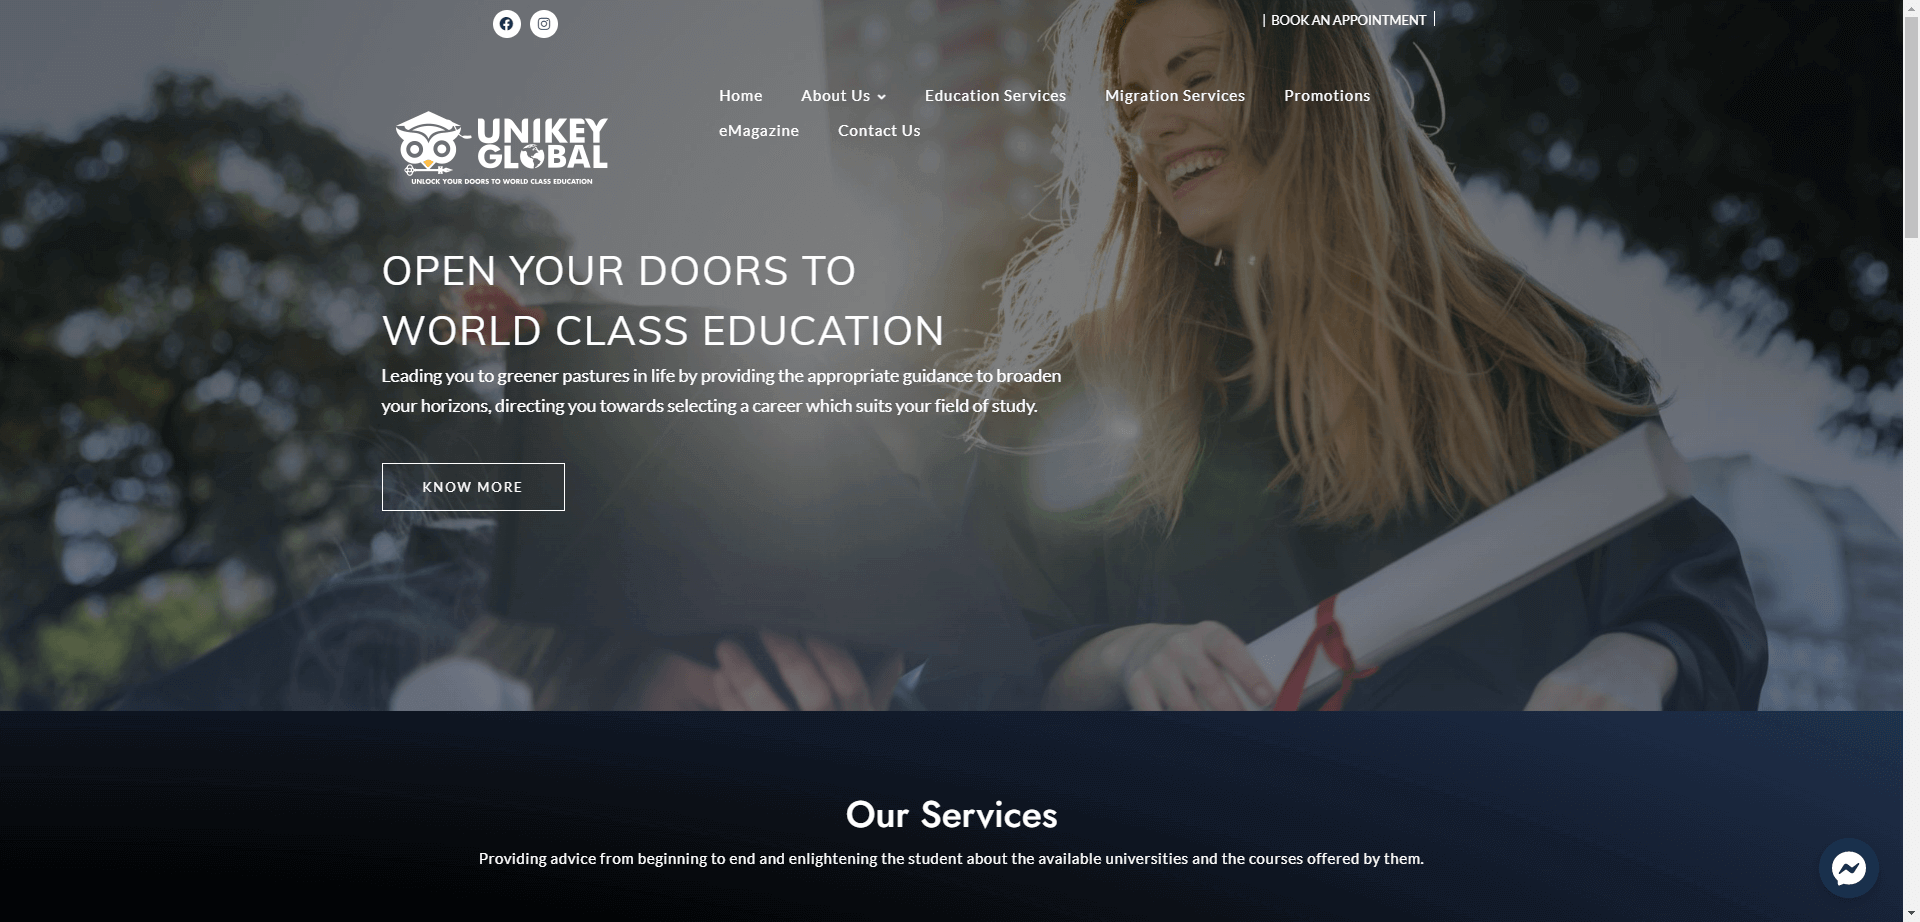 | BOOK AN APPOINTMENT |
Home About Us Education Services Migration Services Promotions
eMagazine Contact Us
UNIKEY
GLOBAL
UNLOCK YOUR DOORS TO WORLD CLASS EDUCATION
OPEN YOUR DOORS TO
WORLD CLASS EDUCATION
Leading you to greener pastures in life by providing the appropriate guidance to broaden
your horizons, directing you towards selecting a career which suits your field of study.
KNOW MORE
Our Services
Providing advice from beginning to end and enlightening the student about the available universities and the courses offered by them.